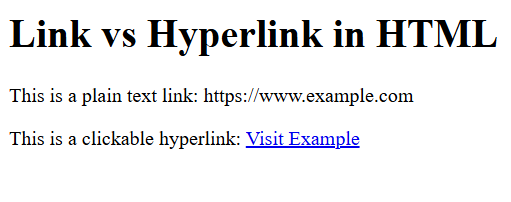 Link vs Hyperlink in HTML
This is a plain text link: https://www.example.com
This is a clickable hyperlink: Visit Example